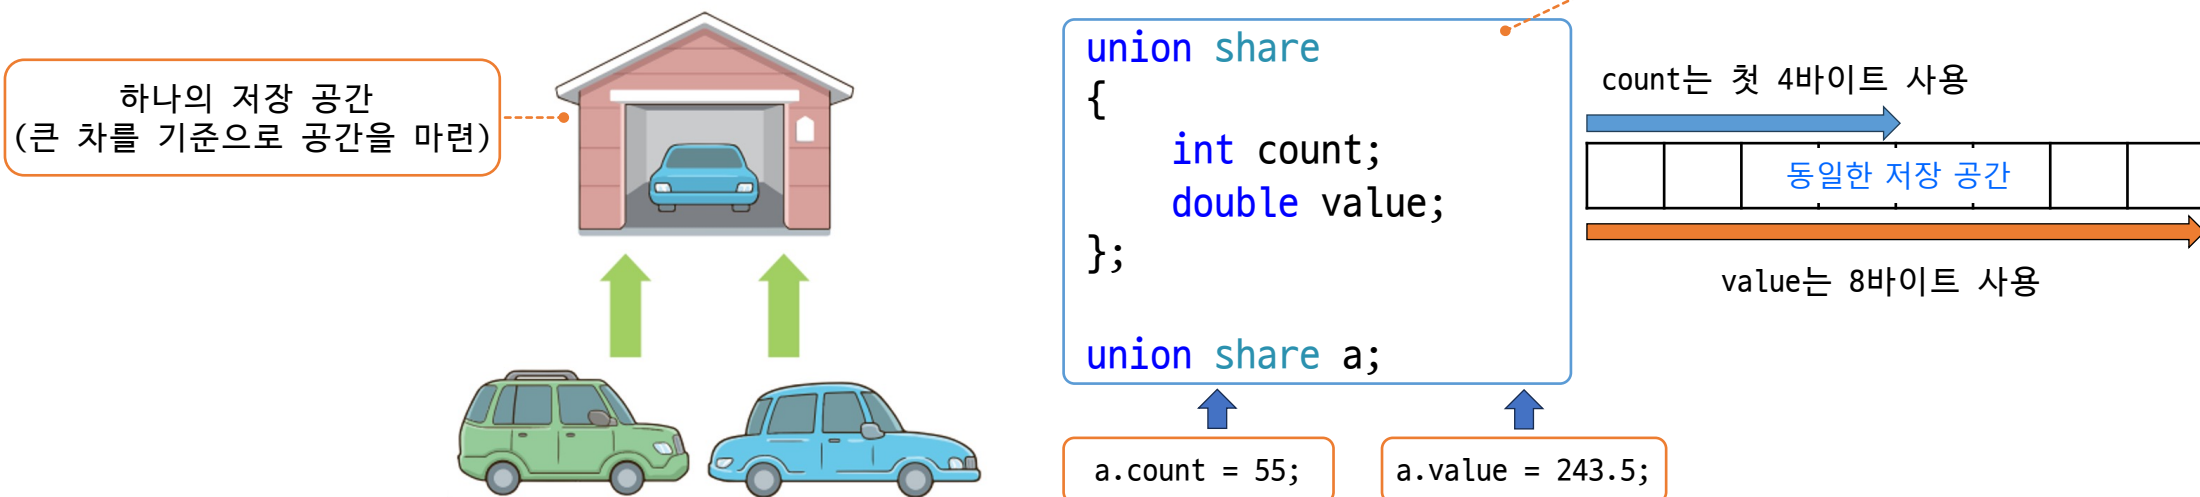 하나의 저장 공간
(큰 차를 기준으로 공간을 마련)
union share
{
int count;
double value;
};
union share a;
a.count = 55;
a.value = 243.5;
count는 첫 4바이트 사용
동일한 저장 공간
value는 8바이트 사용